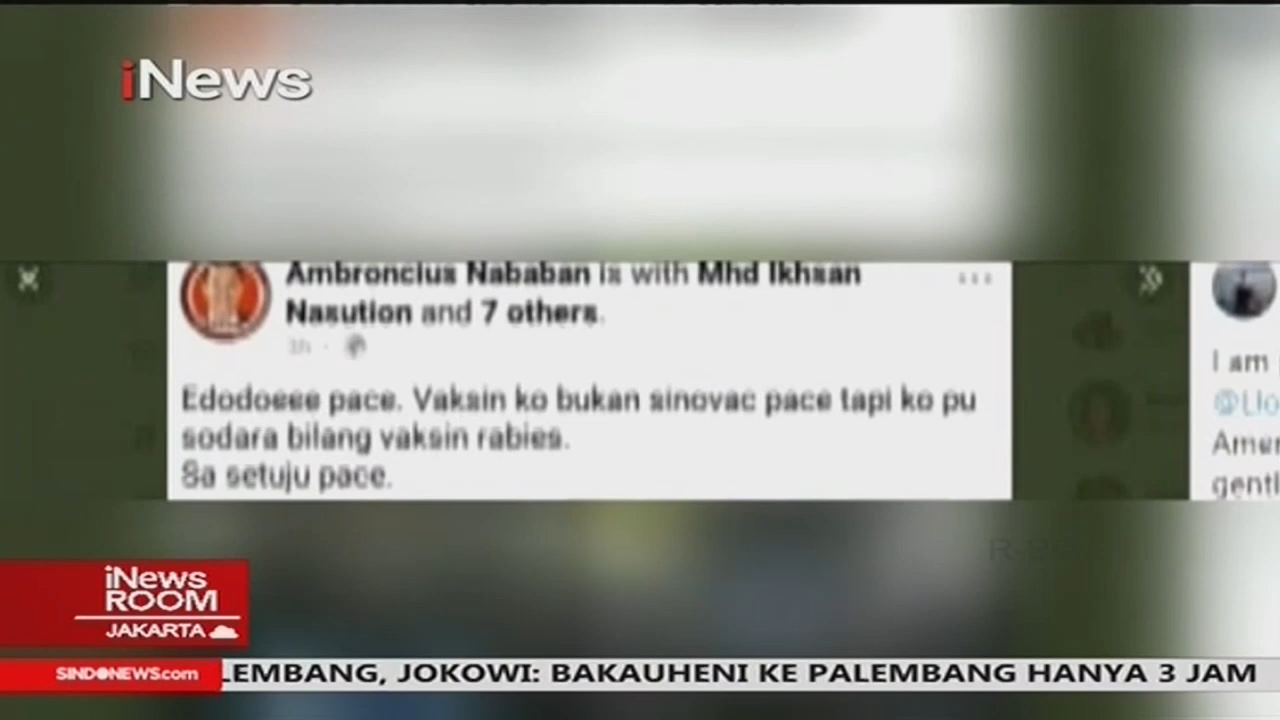 iNews
Ambroncius Nababan is with Mhd Ikhsan
Nasution and 7 others.
3h
Edodoeee pace. Vaksin ko bukan sinovac pace tapi ko pu
sodara bilang vaksin rabies.
Sa setuju pace.
I am
@Llo
Amer
gentl
iNews
ROOM
JAKARTA
SINDONEWS.com
LEMBANG, JOKOWI: BAKAUHENI KE PALEMBANG HANYA 3 JAM